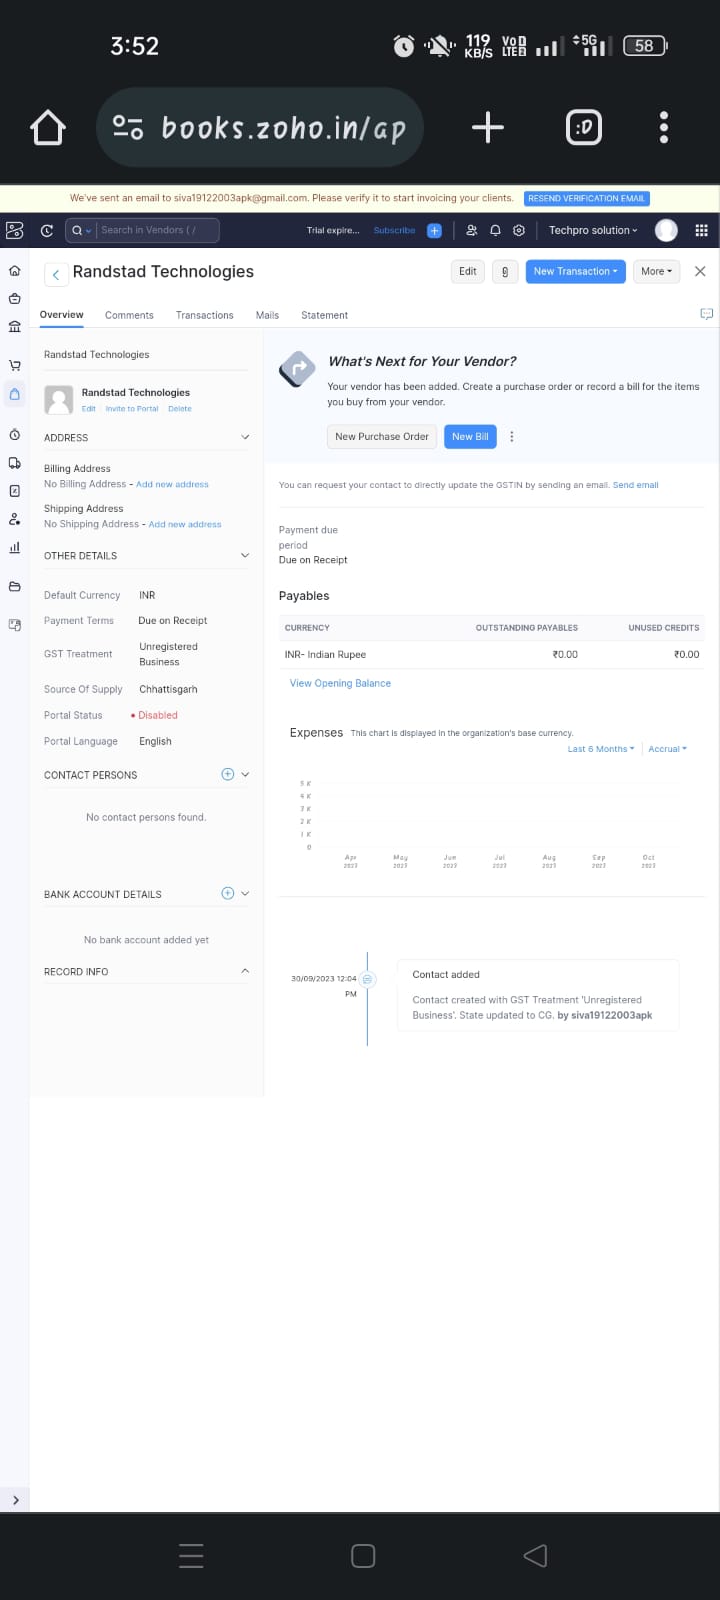 3:52
119 KB/S
Vo LTE 2
5G
58
books.zoho.in/ap
:D
We've sent an email to siva19122003apk@gmail.com. Please verify it to start invoicing your clients. RESEND VERIFICATION EMAIL
Search in Vendors ( /
Trial expire... Subscribe
Techpro solution
Randstad Technologies
Edit
New Transaction
More
Overview Comments Transactions Mails Statement
Randstad Technologies
Randstad Technologies
Edit Invite to Portal Delete
ADDRESS
Billing Address
No Billing Address - Add new address
Shipping Address
No Shipping Address - Add new address
OTHER DETAILS
Default Currency INR
Payment Terms Due on Receipt
GST Treatment Unregistered Business
Source Of Supply Chhattisgarh
Portal Status • Disabled
Portal Language English
CONTACT PERSONS
No contact persons found.
BANK ACCOUNT DETAILS
No bank account added yet
RECORD INFO
What's Next for Your Vendor?
Your vendor has been added. Create a purchase order or record a bill for the items
you buy from your vendor.
New Purchase Order New Bill
You can request your contact to directly update the GSTIN by sending an email. Send email
Payment due
period
Due on Receipt
Payables
CURRENCY OUTSTANDING PAYABLES UNUSED CREDITS
INR- Indian Rupee ₹0.00 ₹0.00
View Opening Balance
Expenses This chart is displayed in the organization's base currency.
Last 6 Months Accrual
5 K
4 K
3 K
2 K
1 K
0
Apr May Jun Jul Aug Sep Oct
2023 2023 2023 2023 2023 2023 2023
30/09/2023 12:04
PM
Contact added
Contact created with GST Treatment 'Unregistered
Business'. State updated to CG. by siva19122003apk